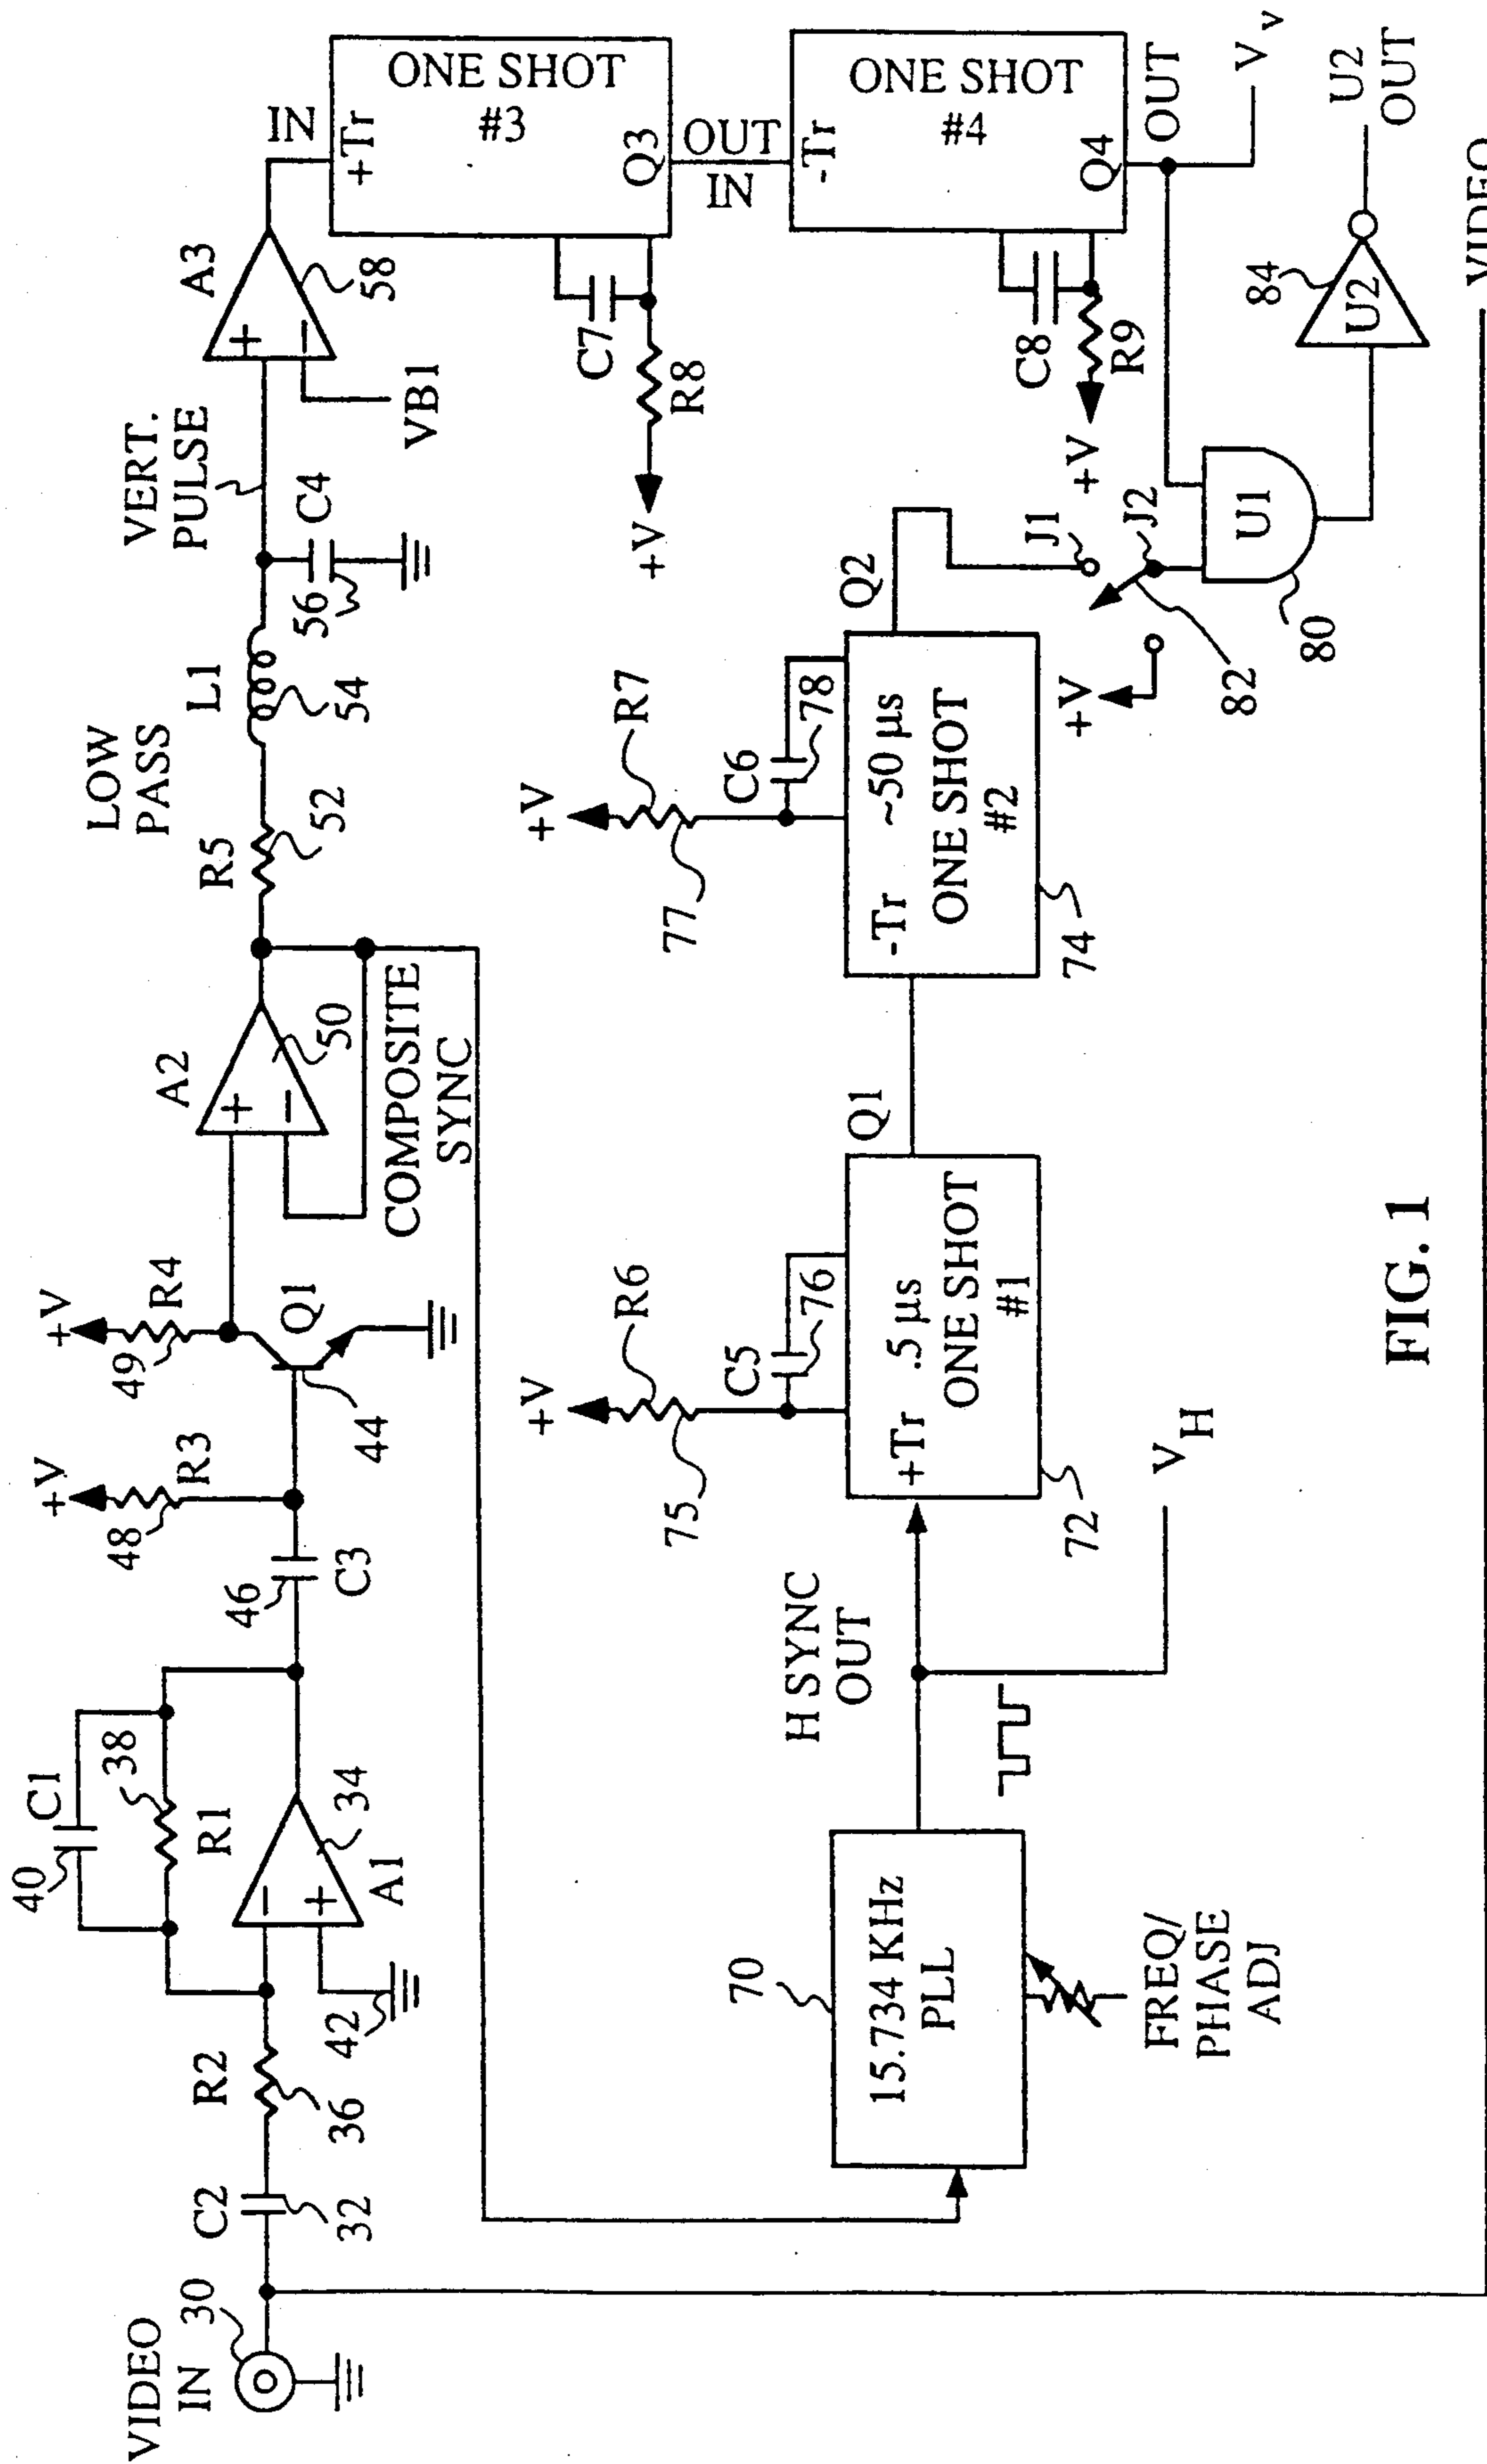 VIDEO
IN
30
C2
32
R2
36
42
40
C1
38
R1
34
A1
46
C3
+V
48
R3
+V
49
R4
Q1
44
A2
50
COMPOSITE
SYNC
LOW
PASS
R5
52
L1
54
VERT.
PULSE
56
C4
A3
58
VB1
IN
+Tr
ONE SHOT
#3
Q3
C7
R8
+V
OUT
IN
-Tr
ONE SHOT
#4
Q4
C8
R9
+V
OUT
V v
70
15.734 KHz
PLL
FREQ/
PHASE
ADJ
H SYNC
OUT
V H
+V
R6
75
C5
76
+Tr .5 μs
ONE SHOT
#1
72
Q1
+V
R7
77
C6
78
-Tr ~50 μs
ONE SHOT
#2
74
Q2
J1
J2
+V
82
U1
80
84
U2
U2
OUT
VIDEO
FIG. 1